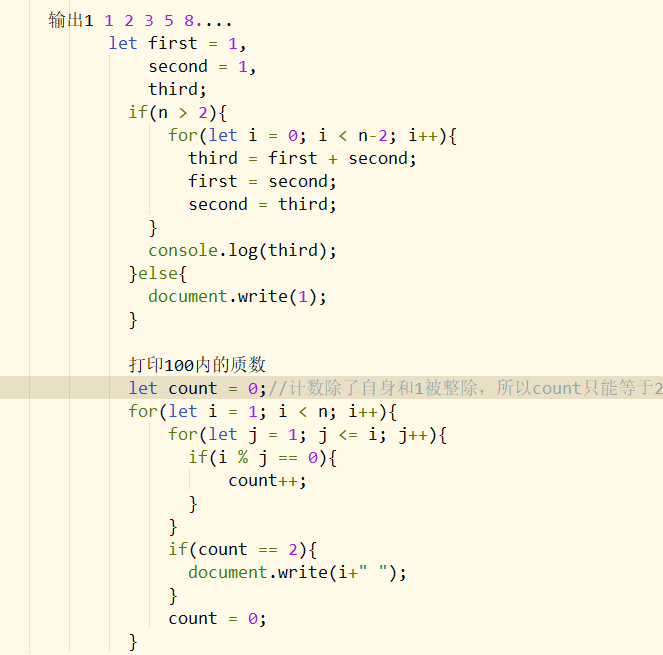 输出1 1 2 3 5 8....
let first = 1,
second = 1,
third;
if(n > 2){
for(let i = 0; i < n-2; i++){
third = first + second;
first = second;
second = third;
}
console.log(third);
}else{
document.write(1);
}
打印100内的质数
let count = 0;//计数除了自身和1被整除，所以count只能等于2
for(let i = 1; i < n; i++){
for(let j = 1; j <= i; j++){
if(i % j == 0){
count++;
}
}
if(count == 2){
document.write(i+" ");
}
count = 0;
}